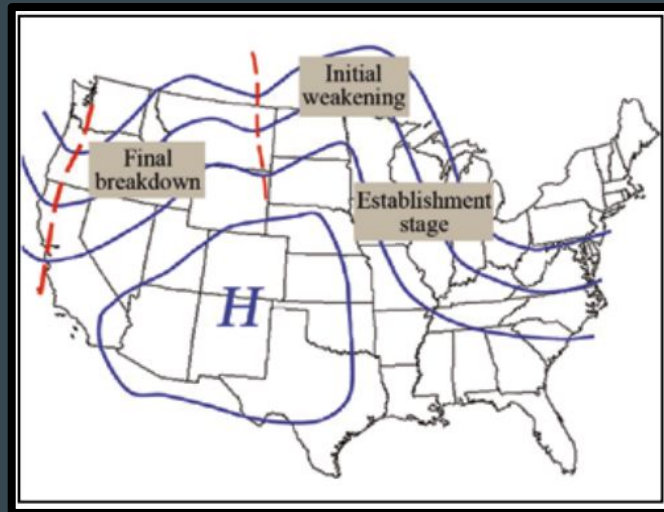 Initial
weakening
Final
breakdown
Establishment
stage
H